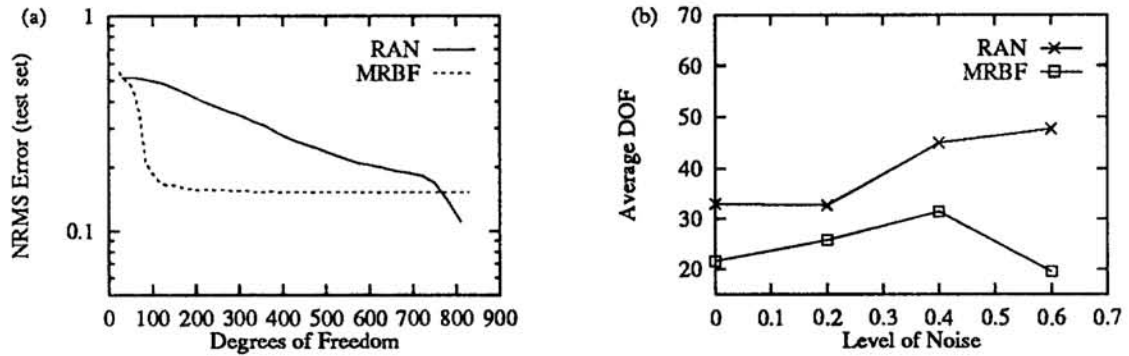 (a)
NRMS Error (test set)
1
0.1
RAN
MRBF
0 100 200 300 400 500 600 700 800 900
Degrees of Freedom
(b)
Average DOF
70
60
50
40
30
20
RAN
MRBF
0 0.1 0.2 0.3 0.4 0.5 0.6 0.7
Level of Noise